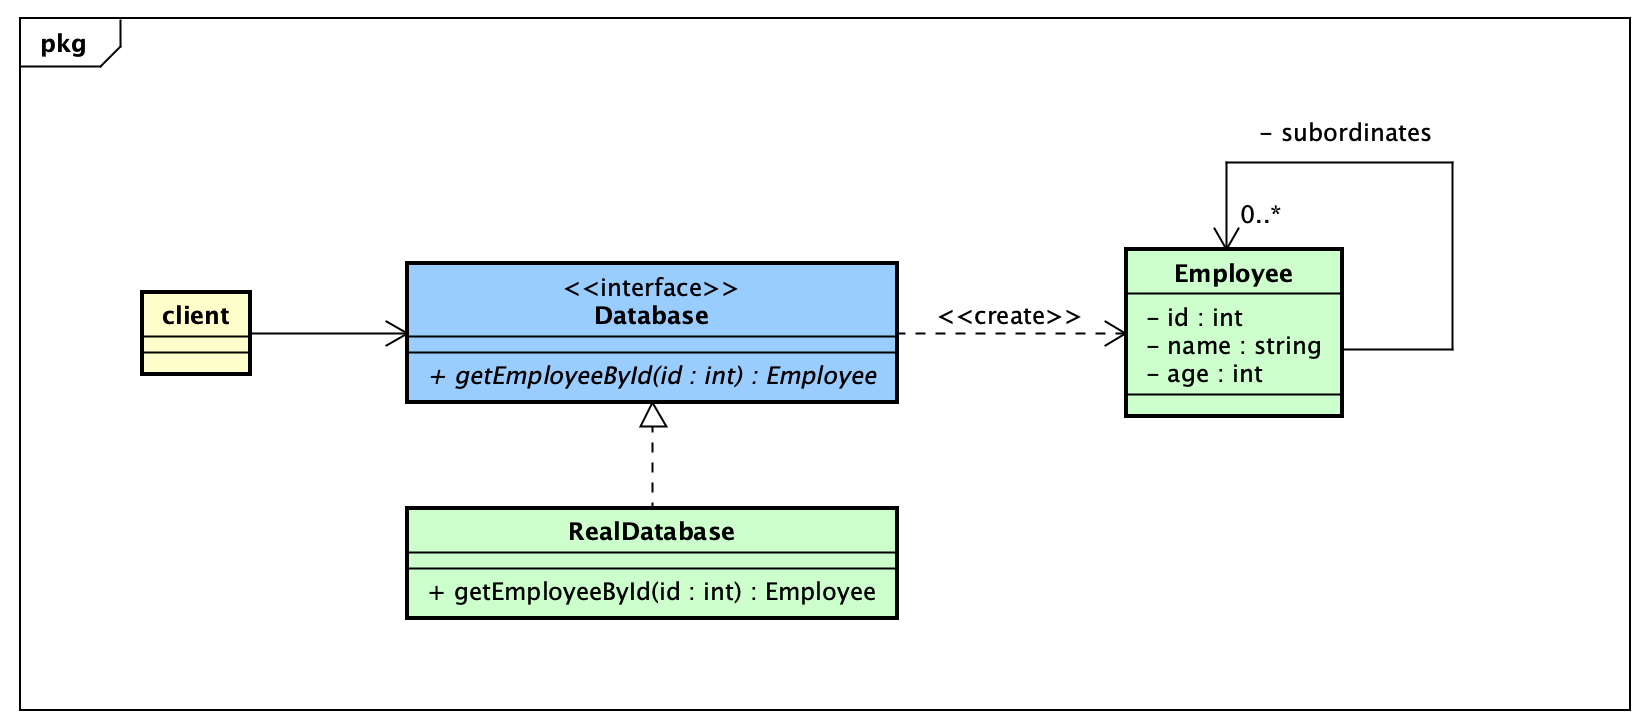 pkg
- subordinates
0..*
client
<<interface>>
Database
+ getEmployeeById(id : int) : Employee
<<create>>
Employee
- id : int
- name : string
- age : int
RealDatabase
+ getEmployeeById(id : int) : Employee